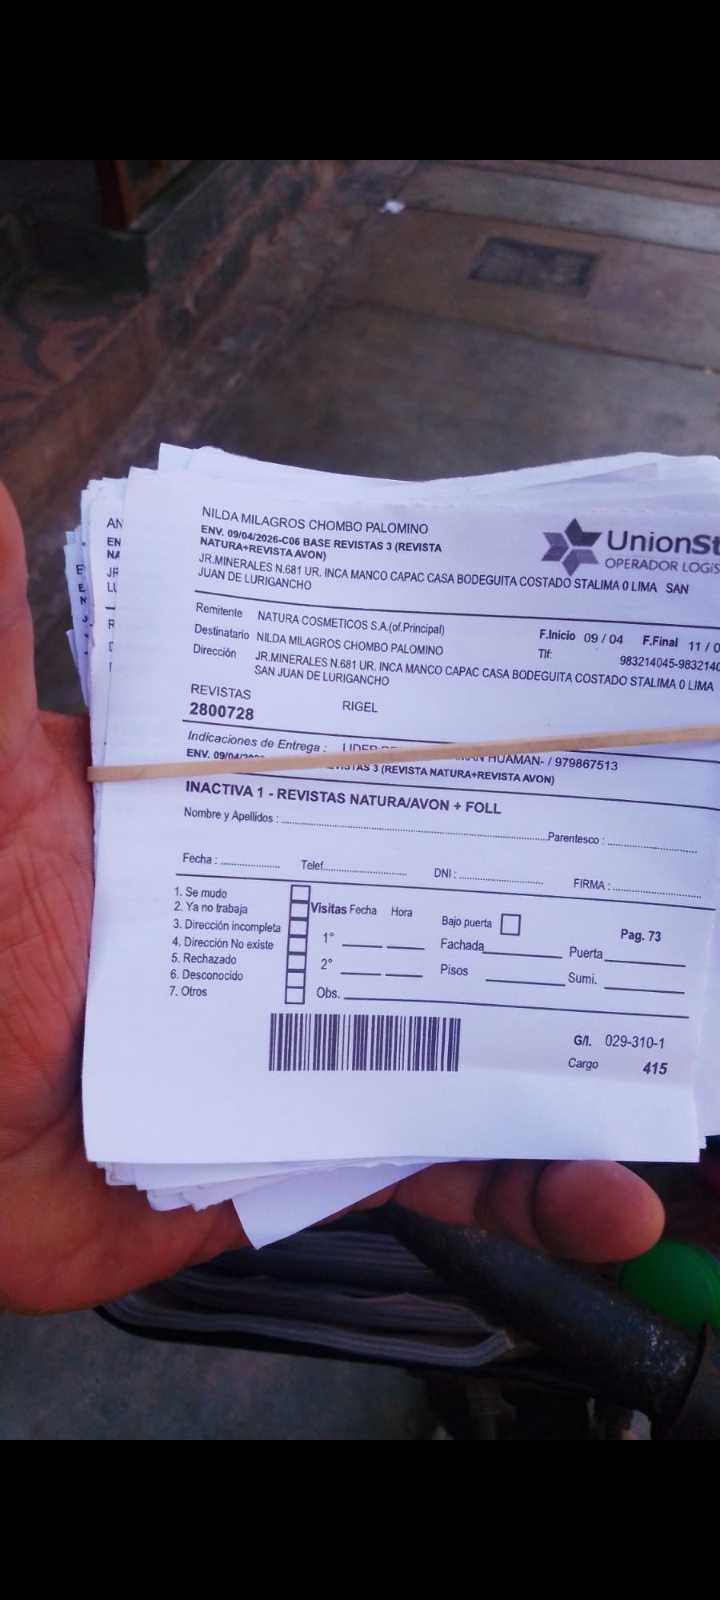 NILDA MILAGROS CHOMBO PALOMINO
ENV. 09/04/2026-C06 BASE REVISTAS 3 (REVISTA
NATURA+REVISTA AVON)
JR.MINERALES N.681 UR. INCA MANCO CAPAC CASA BODEGUITA COSTADO STALIMA 0 LIMA SAN
JUAN DE LURIGANCHO
UnionSt
OPERADOR LOGÍS
Remitente NATURA COSMETICOS S.A.(of.Principal)
F.Inicio 09 / 04 F.Final 11 / 0
Destinatario NILDA MILAGROS CHOMBO PALOMINO
Tlf: 983214045-9832140
Dirección JR.MINERALES N.681 UR. INCA MANCO CAPAC CASA BODEGUITA COSTADO STALIMA 0 LIMA
SAN JUAN DE LURIGANCHO
REVISTAS RIGEL
2800728
Indicaciones de Entrega : LIDER HUAMAN- / 979867513
ENV. 09/04/ REVISTAS 3 (REVISTA NATURA+REVISTA AVON)
INACTIVA 1 - REVISTAS NATURA/AVON + FOLL
Nombre y Apellidos : Parentesco :
Fecha : Telef. DNI : FIRMA :
1. Se mudo
2. Ya no trabaja
3. Dirección incompleta
4. Dirección No existe
5. Rechazado
6. Desconocido
7. Otros
Visitas Fecha Hora
1°
2°
Obs.
Bajo puerta
Pag. 73
Fachada Puerta
Pisos Sumi.
G/I. 029-310-1
Cargo 415